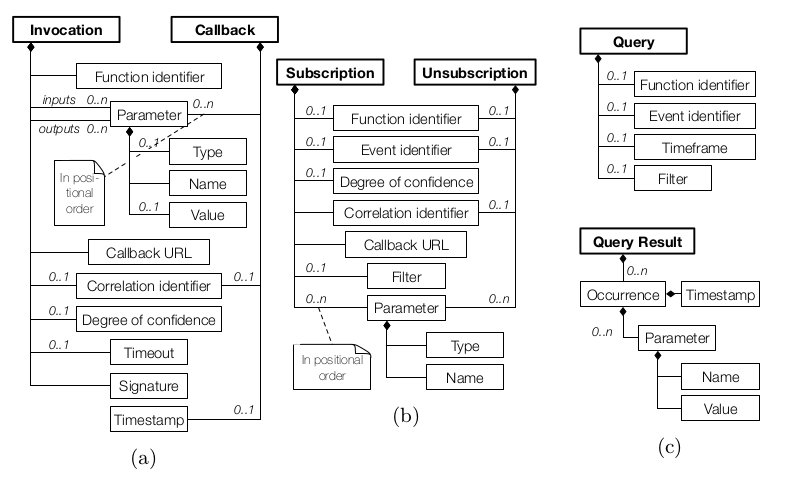 Invocation
Callback
Function identifier
inputs 0..n
Parameter
0..n
outputs 0..n
0..1
Type
Name
0..1
Value
In posi-
tional
order
Callback URL
0..1
Correlation identifier
0..1
0..1
Degree of confidence
0..1
Timeout
Signature
Timestamp
0..1
(a)
Subscription
Unsubscription
0..1
Function identifier
0..1
0..1
Event identifier
0..1
0..1
Degree of confidence
Correlation identifier
0..1
Callback URL
0..1
Filter
0..n
Parameter
0..n
Type
Name
In positional
order
(b)
Query
0..1
Function identifier
0..1
Event identifier
0..1
Timeframe
0..1
Filter
Query Result
0..n
Occurrence
Timestamp
0..n
Parameter
Name
Value
(c)